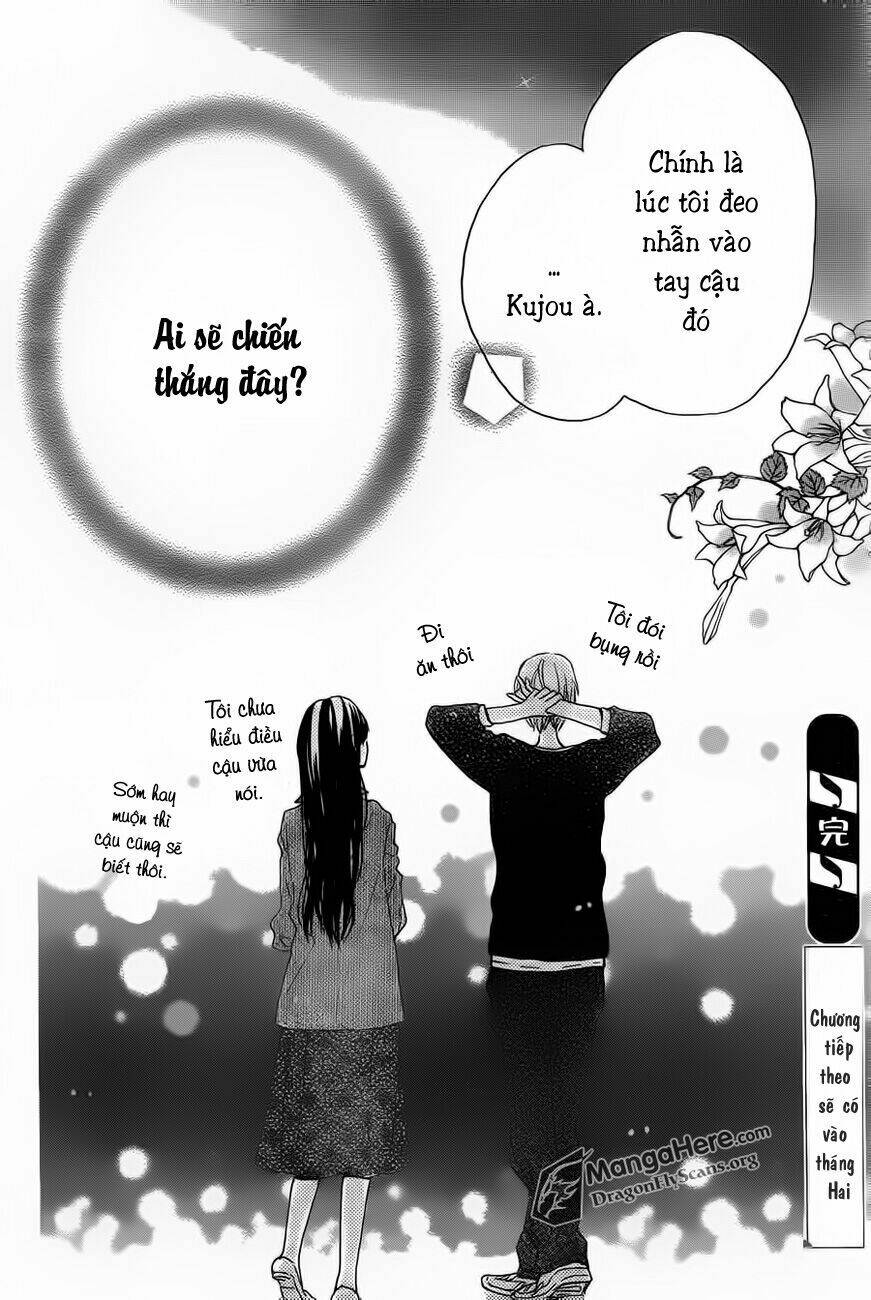 Chính là
lúc tôi đeo
nhẫn vào
tay cậu
đó
...
Kujou à.
Ai sẽ chiến
thắng đây?
Tôi đói
bụng rồi
Đi
ăn thôi
Tôi chưa
hiểu điều
cậu vừa
nói.
Sớm hay
muộn thì
cậu cũng sẽ
biết thôi.
完
Chương
tiếp
theo
sẽ có
vào
tháng
Hai
MangaHere.com
DragonFlyScans.org